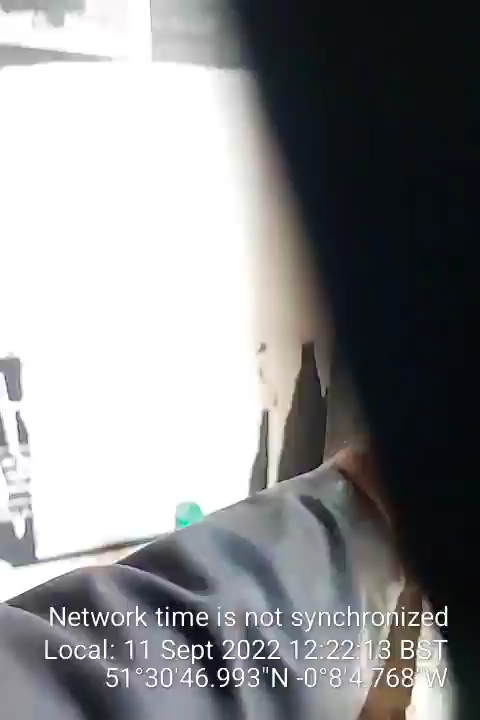 Network time is not synchronized
Local: 11 Sept 2022 12:22:13 BST
51°30'46.993"N -0°8'4.768"W